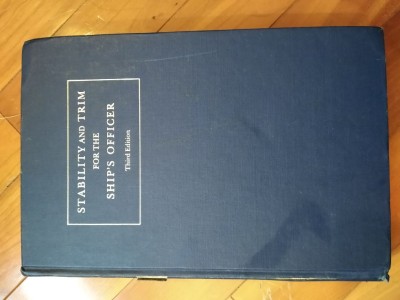 STABILITY AND TRIM
FOR THE
SHIP'S OFFICER
Third Edition